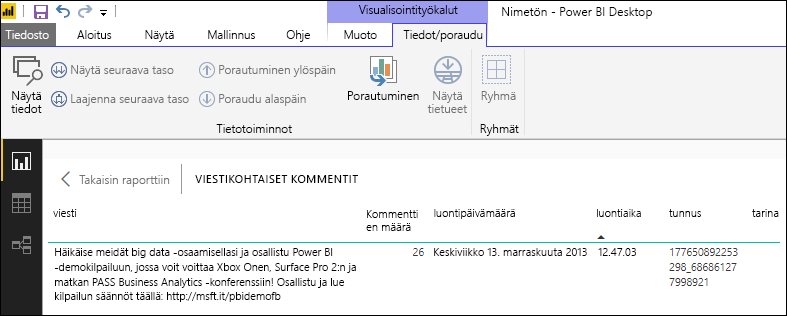 Visualisointityökalut
Nimetön - Power BI Desktop
Tiedosto Aloitus Näytä Mallinnus Ohje Muoto Tiedot/poraudu
Näytä tiedot
Näytä seuraava taso
Laajenna seuraava taso
Porautuminen ylöspäin
Poraudu alaspäin
Porautuminen
Näytä tietueet
Ryhmä
Tietotoiminnot
Ryhmät
Takaisin raporttiin VIESTIKOHTAISET KOMMENTIT
viesti Kommentti luontipäivämäärä luontiaika tunnus tarina
en määrä
Häikäise meidät big data -osaamisellasi ja osallistu Power BI 26 Keskiviikko 13. marraskuuta 2013 12.47.03 177650892253
-demokilpailuun, jossa voit voittaa Xbox Onen, Surface Pro 2:n ja 298_68686127
matkan PASS Business Analytics -konferenssiin! Osallistu ja lue 7998921
kilpailun säännöt täällä: http://msft.it/pbidemofb